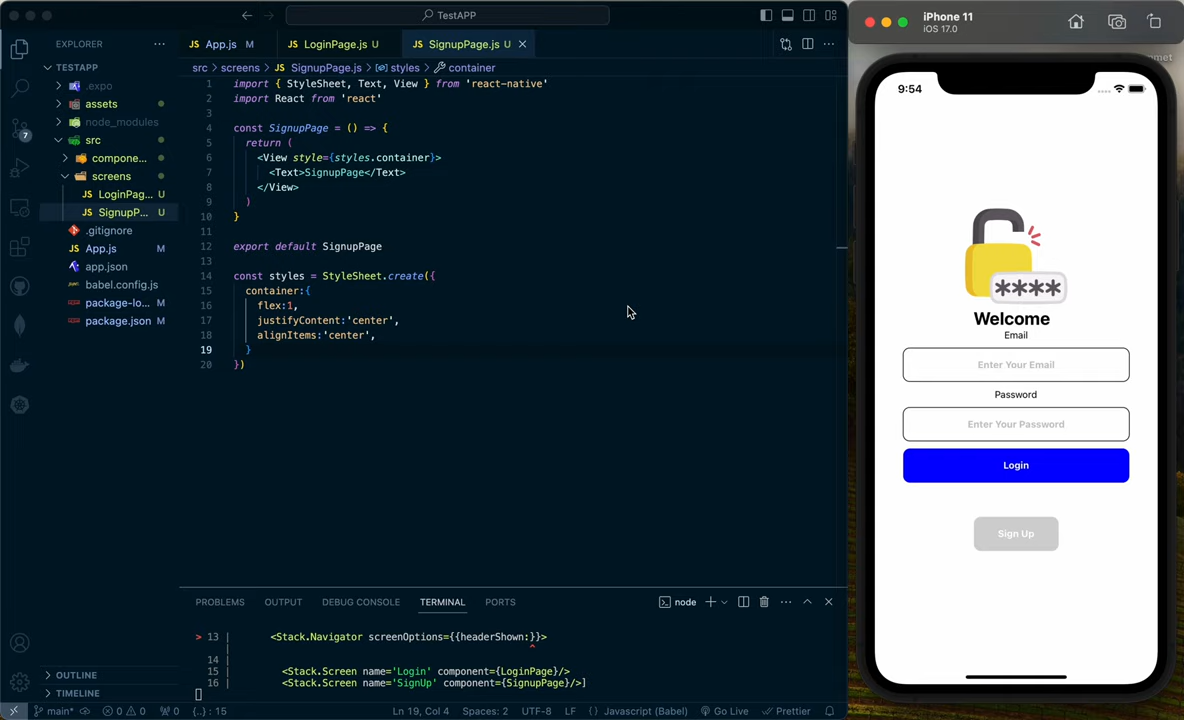 TestAPP
EXPLORER
App.js M
LoginPage.js U
SignupPage.js U
TESTAPP
src > screens > JS SignupPage.js > styles > container
.expo
assets
node_modules
src
compone...
screens
JS LoginPag... U
JS SignupP... U
.gitignore
App.js M
app.json
babel.config.js
package-lo... M
package.json M
7
1 import { StyleSheet, Text, View } from 'react-native'
2 import React from 'react'
3
4 const SignupPage = () => {
5 return (
6 <View style={styles.container}>
7 <Text>SignupPage</Text>
8 </View>
9 )
10 }
11
12 export default SignupPage
13
14 const styles = StyleSheet.create({
15 container:{
16 flex:1,
17 justifyContent:'center',
18 alignItems:'center',
19 }
20 })
PROBLEMS OUTPUT DEBUG CONSOLE TERMINAL PORTS
node
> 13 | <Stack.Navigator screenOptions={{headerShown:}}>
| ^
14 |
15 | <Stack.Screen name='Login' component={LoginPage}/>
16 | <Stack.Screen name='SignUp' component={SignupPage}/>]
OUTLINE
TIMELINE
main* 0 0 0 {..} : 15 Ln 19, Col 4 Spaces: 2 UTF-8 LF {} Javascript (Babel) Go Live Prettier
iPhone 11
iOS 17.0
9:54
****
Welcome
Email
Enter Your Email
Password
Enter Your Password
Login
Sign Up